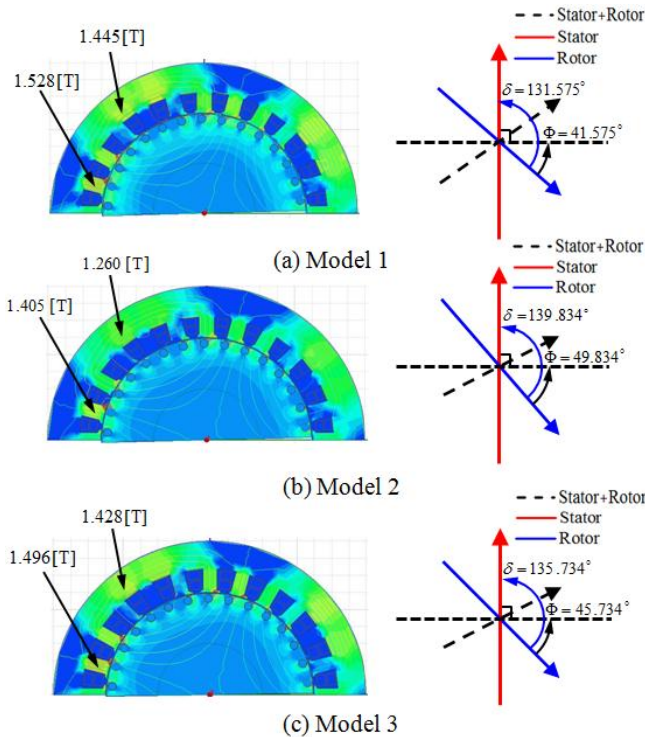 1.445[T]
1.528[T]
Stator+Rotor
Stator
Rotor
δ=131.575°
Φ=41.575°
(a) Model 1
1.260 [T]
1.405 [T]
Stator+Rotor
Stator
Rotor
δ=139.834°
Φ=49.834°
(b) Model 2
1.428 [T]
1.496[T]
Stator+Rotor
Stator
Rotor
δ=135.734°
Φ=45.734°
(c) Model 3